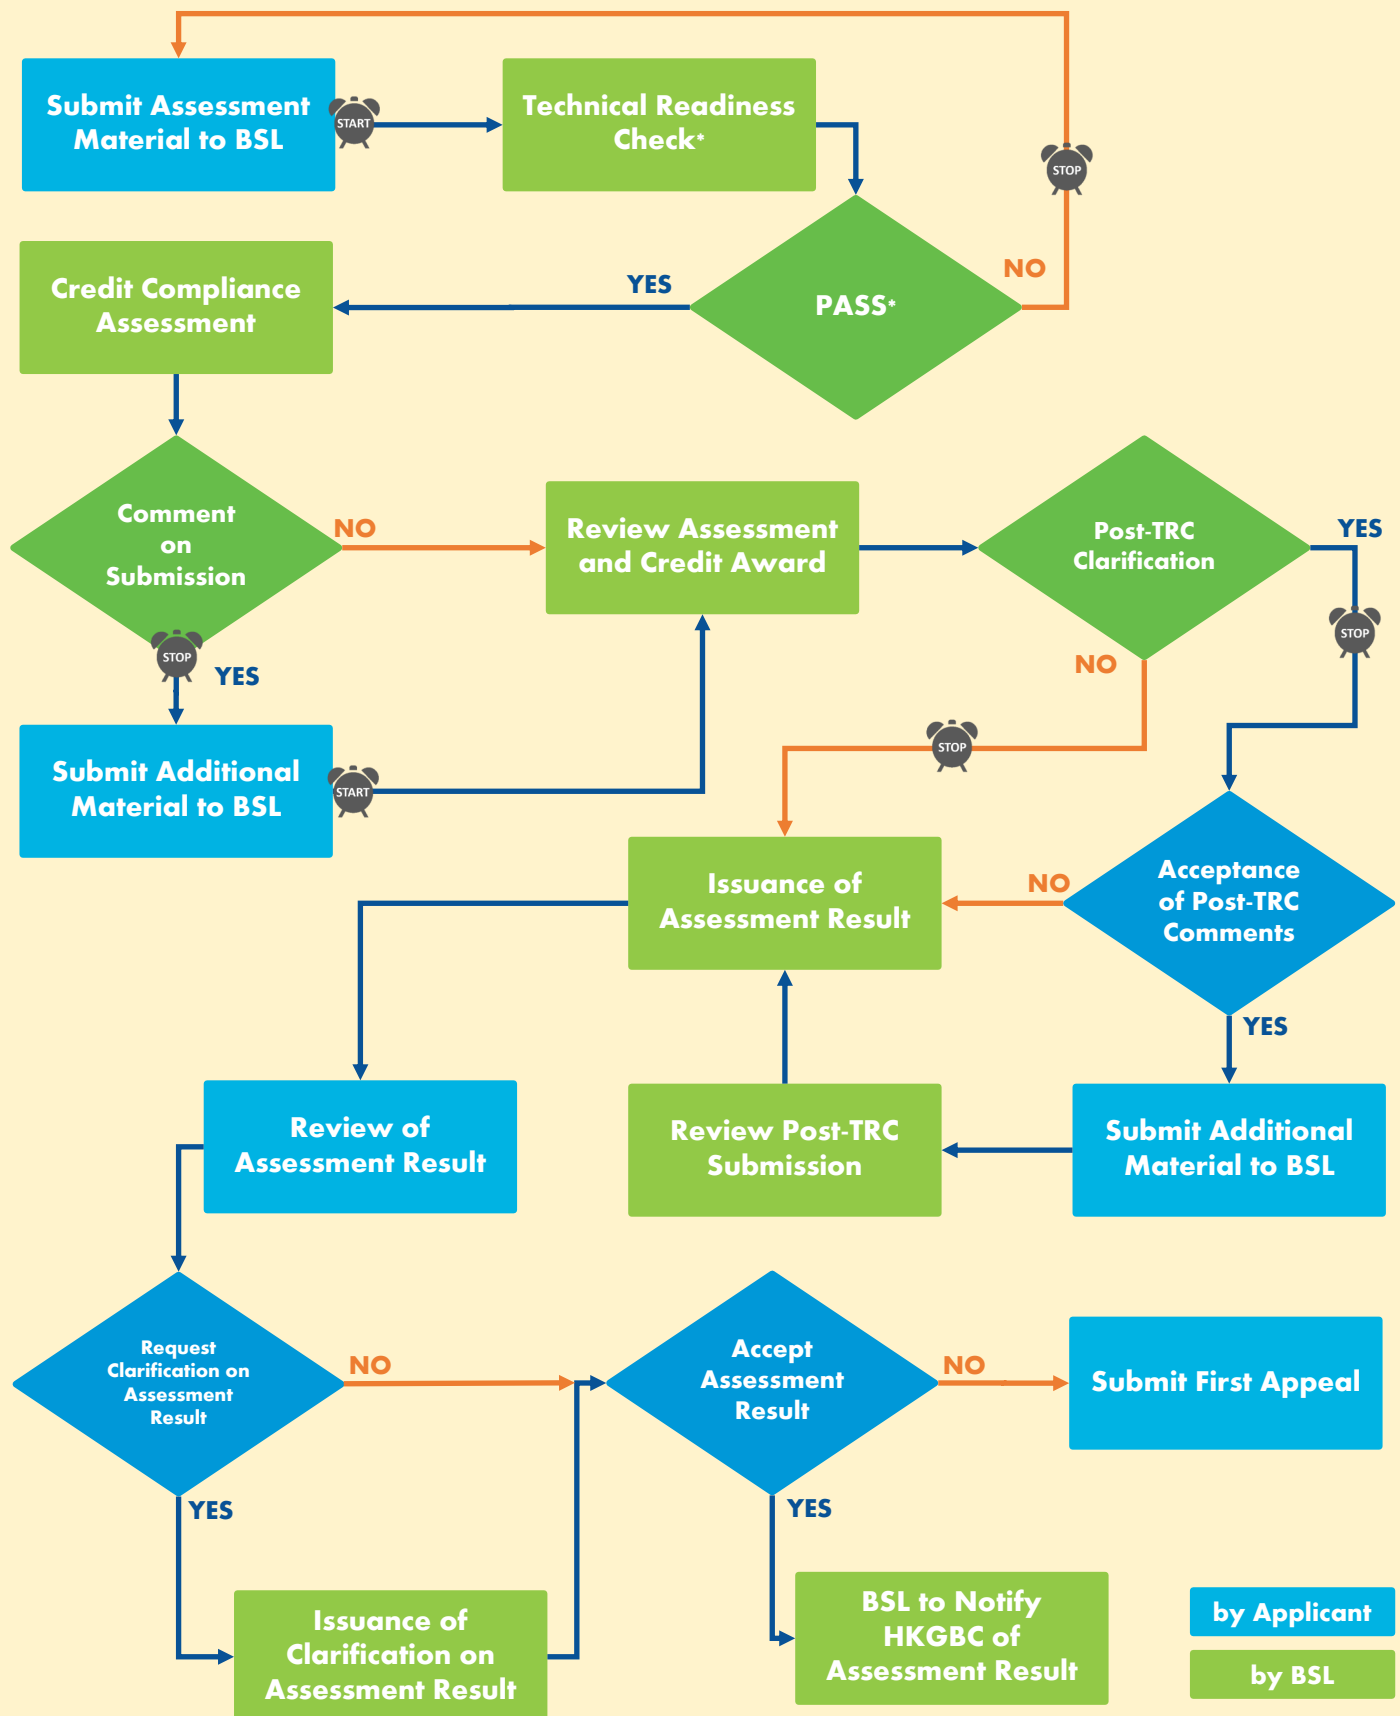 Submit Assessment
Material to BSL
START
Technical Readiness
Check*
STOP
Credit Compliance
Assessment
YES
PASS*
NO
Comment
on
Submission
NO
Review Assessment
and Credit Award
Post-TRC
Clarification
YES
STOP
STOP
YES
NO
STOP
Submit Additional
Material to BSL
START
Issuance of
Assessment Result
NO
Acceptance
of Post-TRC
Comments
YES
Review of
Assessment Result
Review Post-TRC
Submission
Submit Additional
Material to BSL
Request
Clarification on
Assessment
Result
NO
Accept
Assessment
Result
NO
Submit First Appeal
YES
YES
Issuance of
Clarification on
Assessment Result
BSL to Notify
HKGBC of
Assessment Result
by Applicant
by BSL